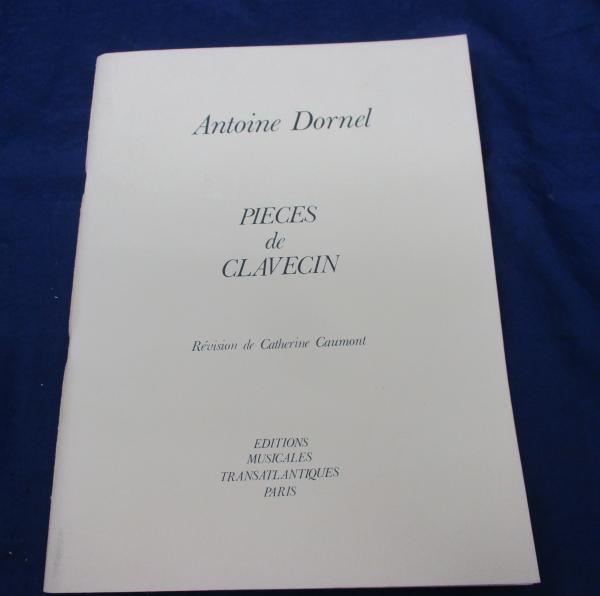 Antoine Dornel
PIECES
de
CLAVECIN
Révision de Catherine Caumont
EDITIONS
MUSICALES
TRANSATLANTIQUES
PARIS